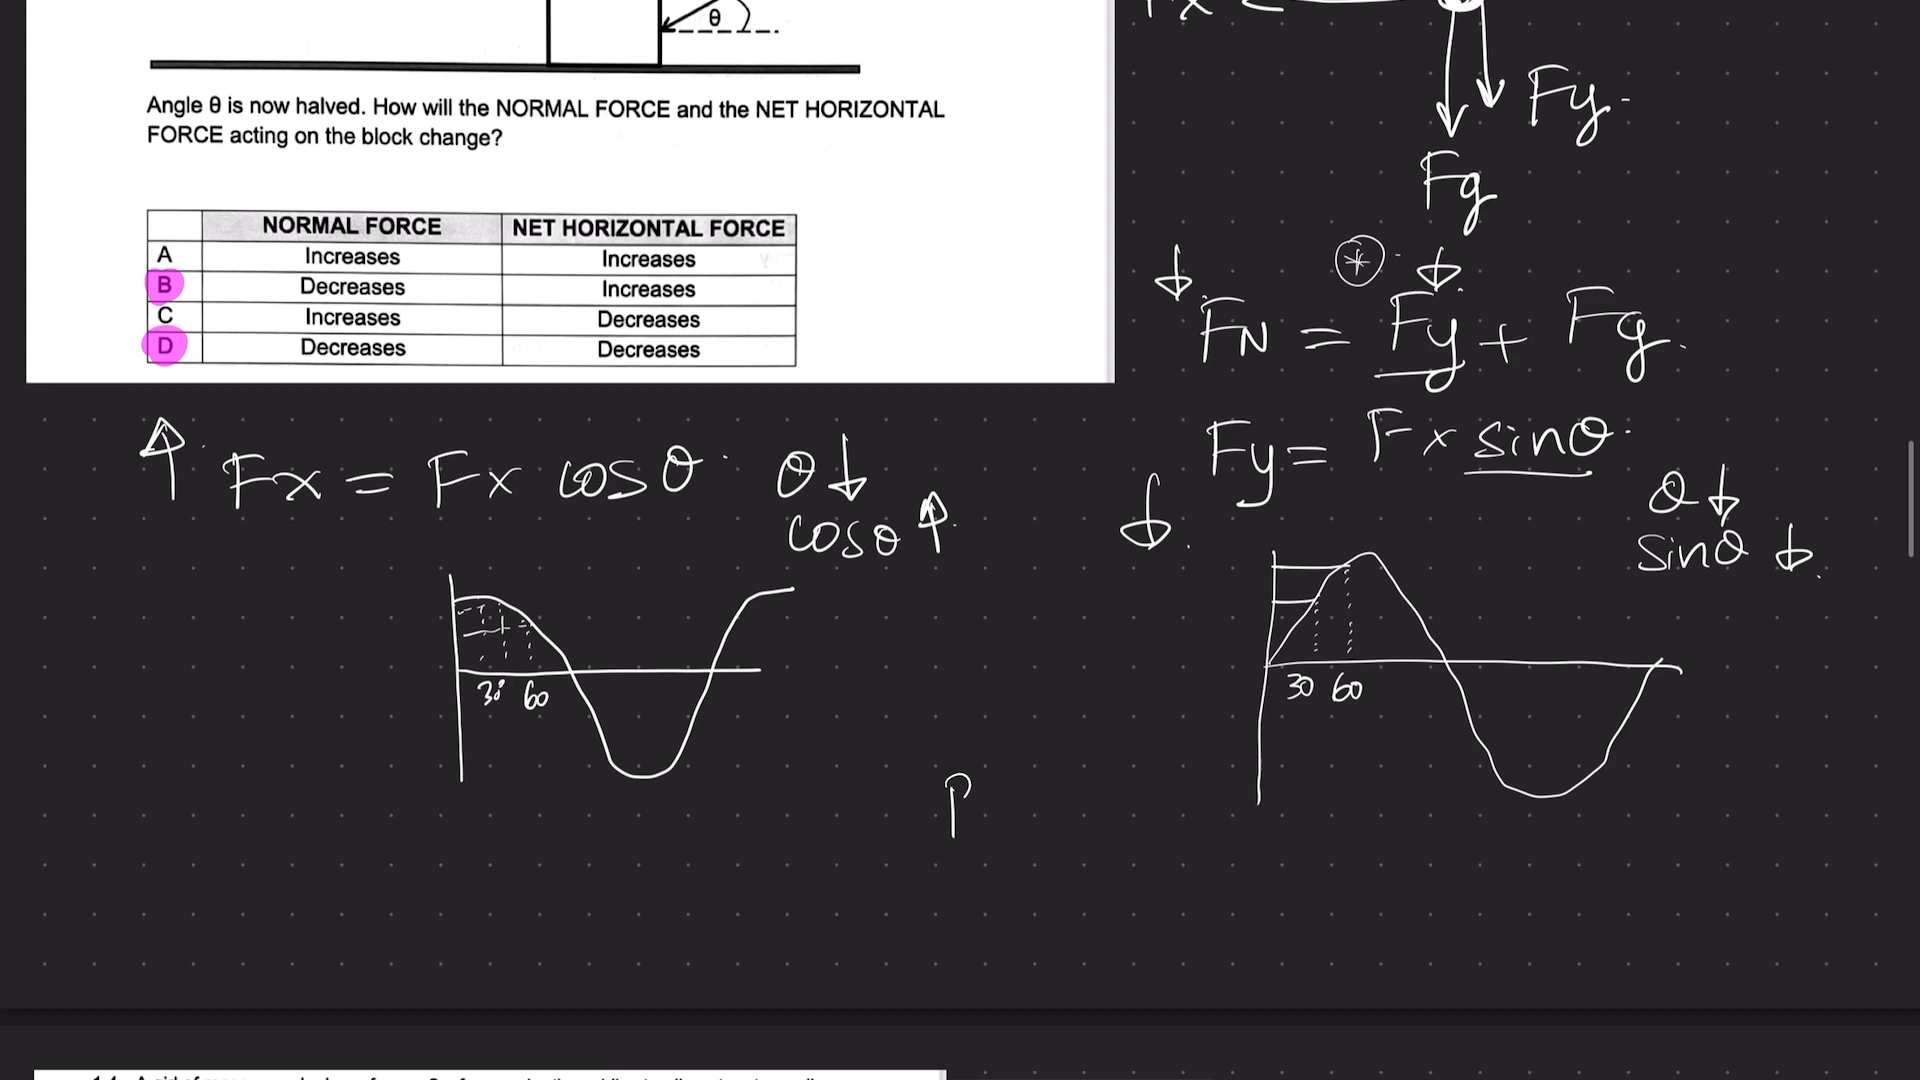 θ
Angle θ is now halved. How will the NORMAL FORCE and the NET HORIZONTAL
FORCE acting on the block change?
NORMAL FORCE NET HORIZONTAL FORCE
A Increases Increases
B Decreases Increases
C Increases Decreases
D Decreases Decreases
Fy
Fg
↓ * ↓
FN = Fy + Fg
Fy = F x sinθ
↓ θ↓
sinθ ↓
30 60
↑ Fx = F x cosθ θ↓
cosθ ↑
30° 60
P